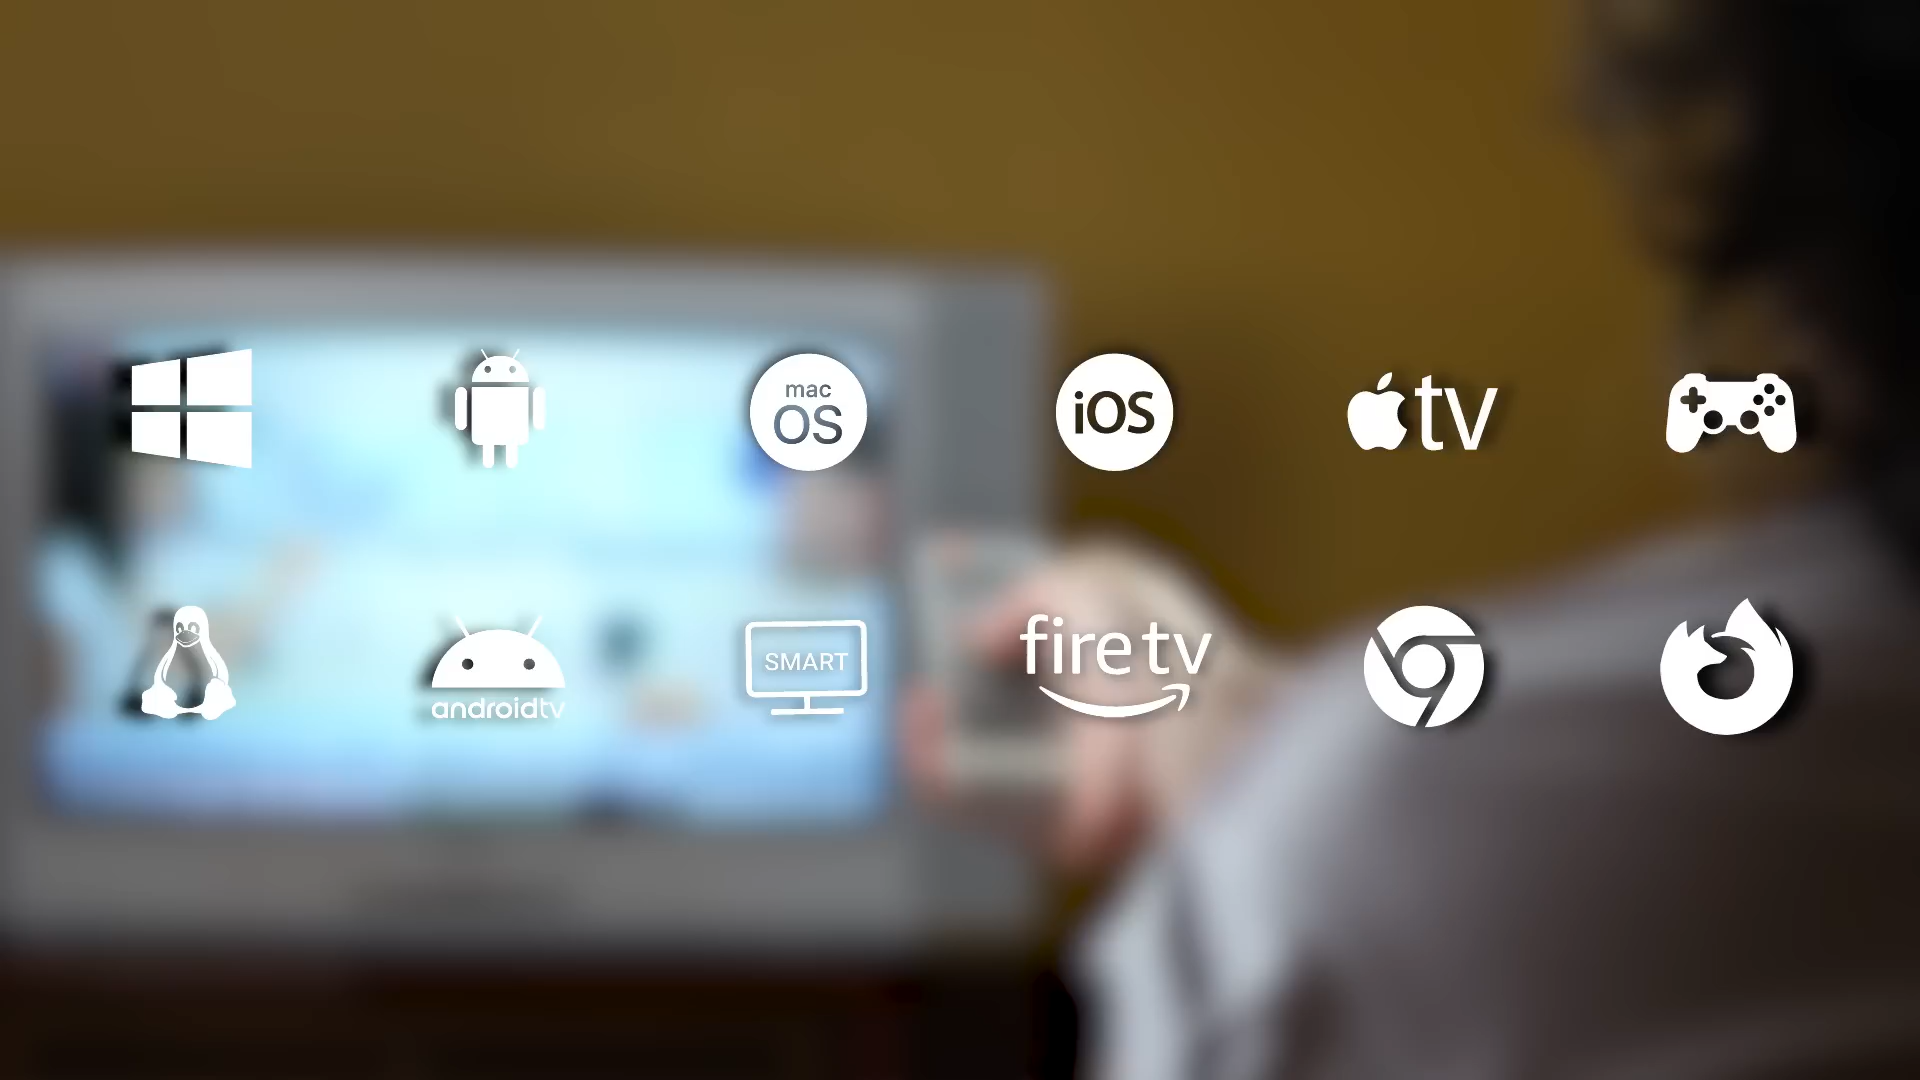 mac
OS
iOS
tv
androidtv
SMART
fire tv